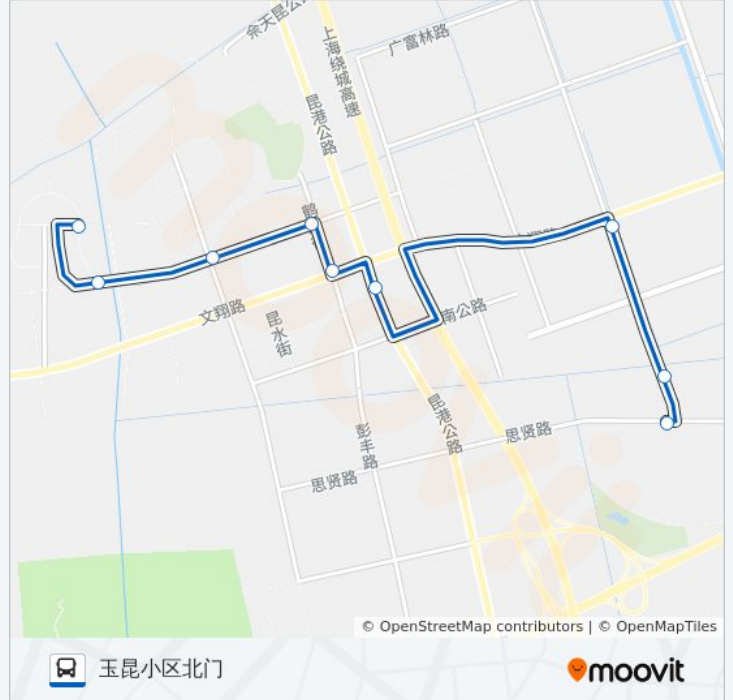 佘天昆公
上海绕城高速
广富林路
昆港公路
鹤
文翔路
昆水街
南公路
昆港公路
彭丰路
思贤路
思贤路
© OpenStreetMap contributors | © OpenMapTiles
玉昆小区北门
moovit